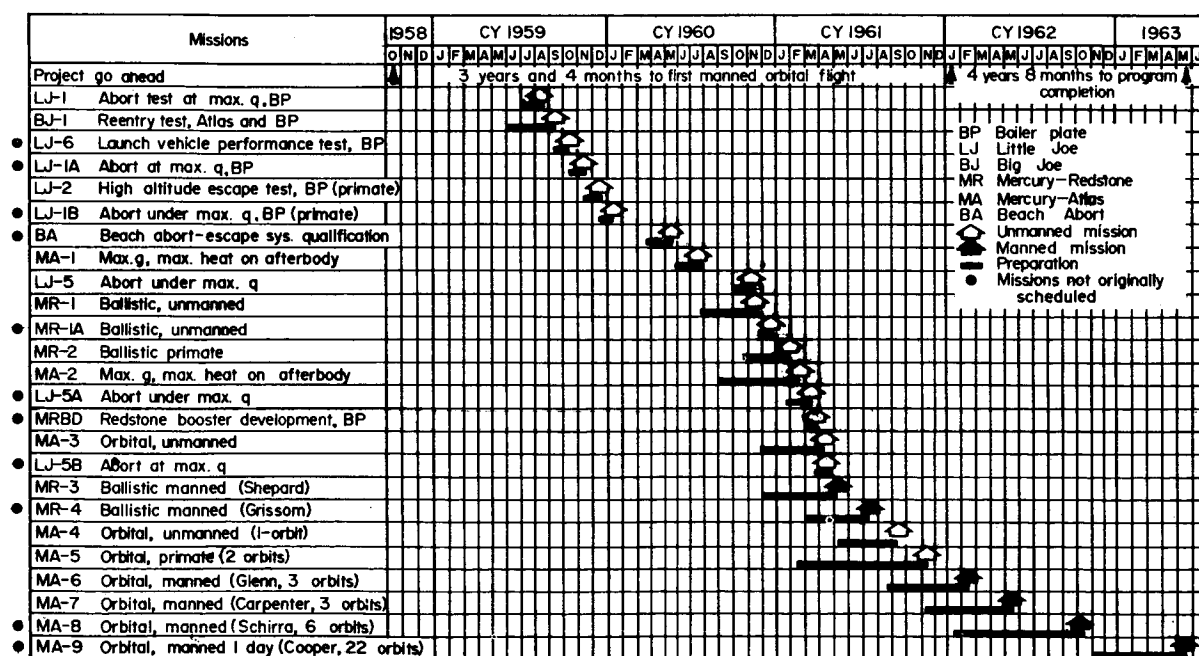 Missions
1958 CY 1959 CY 1960 CY 1961 CY 1962 1963
O N D J F M A M J J A S O N D J F M A M J J A S O N D J F M A M J J A S O N D J F M A M J J A S O N D J F M A M J
Project go ahead 3 years and 4 months to first manned orbital flight 4 years 8 months to program completion
LJ-1 Abort test at max. q, BP
BJ-1 Reentry test, Atlas and BP
LJ-6 Launch vehicle performance test, BP
LJ-1A Abort at max. q, BP
LJ-2 High altitude escape test, BP (primate)
LJ-1B Abort under max. q, BP (primate)
BA Beach abort-escape sys. qualification
MA-1 Max.g, max. heat on afterbody
LJ-5 Abort under max. q
MR-1 Ballistic, unmanned
MR-1A Ballistic, unmanned
MR-2 Ballistic primate
MA-2 Max. g, max. heat on afterbody
LJ-5A Abort under max. q
MRBD Redstone booster development, BP
MA-3 Orbital, unmanned
LJ-5B Abort at max. q
MR-3 Ballistic manned (Shepard)
MR-4 Ballistic manned (Grissom)
MA-4 Orbital, unmanned (1-orbit)
MA-5 Orbital, primate (2 orbits)
MA-6 Orbital, manned (Glenn, 3 orbits)
MA-7 Orbital, manned (Carpenter, 3 orbits)
MA-8 Orbital, manned (Schirra, 6 orbits)
MA-9 Orbital, manned 1 day (Cooper, 22 orbits)
BP Boiler plate
LJ Little Joe
BJ Big Joe
MR Mercury-Redstone
MA Mercury-Atlas
BA Beach Abort
Unmanned mission
Manned mission
Preparation
Missions not originally
scheduled